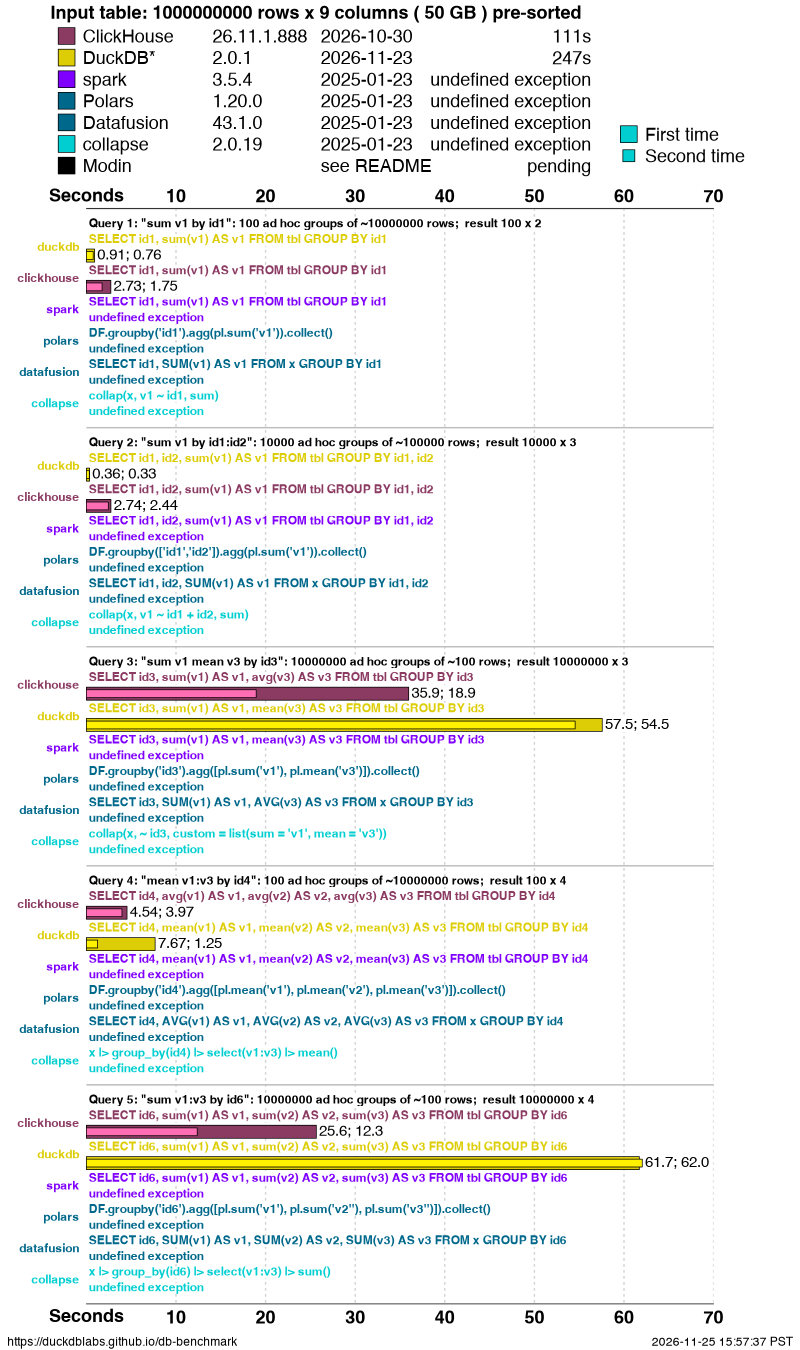 Input table: 1000000000 rows x 9 columns ( 50 GB ) pre-sorted
ClickHouse 26.11.1.888 2026-10-30 111s
DuckDB* 2.0.1 2026-11-23 247s
spark 3.5.4 2025-01-23 undefined exception
Polars 1.20.0 2025-01-23 undefined exception
Datafusion 43.1.0 2025-01-23 undefined exception
collapse 2.0.19 2025-01-23 undefined exception
Modin see README pending
First time
Second time
Seconds 10 20 30 40 50 60 70
Query 1: "sum v1 by id1": 100 ad hoc groups of ~10000000 rows; result 100 x 2
SELECT id1, sum(v1) AS v1 FROM tbl GROUP BY id1
duckdb 0.91; 0.76
SELECT id1, sum(v1) AS v1 FROM tbl GROUP BY id1
clickhouse 2.73; 1.75
SELECT id1, sum(v1) AS v1 FROM tbl GROUP BY id1
spark undefined exception
DF.groupby('id1').agg(pl.sum('v1')).collect()
polars undefined exception
SELECT id1, SUM(v1) AS v1 FROM x GROUP BY id1
datafusion undefined exception
collap(x, v1 ~ id1, sum)
collapse undefined exception
Query 2: "sum v1 by id1:id2": 10000 ad hoc groups of ~100000 rows; result 10000 x 3
SELECT id1, id2, sum(v1) AS v1 FROM tbl GROUP BY id1, id2
duckdb 0.36; 0.33
SELECT id1, id2, sum(v1) AS v1 FROM tbl GROUP BY id1, id2
clickhouse 2.74; 2.44
SELECT id1, id2, sum(v1) AS v1 FROM tbl GROUP BY id1, id2
spark undefined exception
DF.groupby(['id1','id2']).agg(pl.sum('v1')).collect()
polars undefined exception
SELECT id1, id2, SUM(v1) AS v1 FROM x GROUP BY id1, id2
datafusion undefined exception
collap(x, v1 ~ id1 + id2, sum)
collapse undefined exception
Query 3: "sum v1 mean v3 by id3": 10000000 ad hoc groups of ~100 rows; result 10000000 x 3
SELECT id3, sum(v1) AS v1, avg(v3) AS v3 FROM tbl GROUP BY id3
clickhouse 35.9; 18.9
SELECT id3, sum(v1) AS v1, mean(v3) AS v3 FROM tbl GROUP BY id3
duckdb 57.5; 54.5
SELECT id3, sum(v1) AS v1, mean(v3) AS v3 FROM tbl GROUP BY id3
spark undefined exception
DF.groupby('id3').agg([pl.sum('v1'), pl.mean('v3')]).collect()
polars undefined exception
SELECT id3, SUM(v1) AS v1, AVG(v3) AS v3 FROM x GROUP BY id3
datafusion undefined exception
collap(x, ~ id3, custom = list(sum = 'v1', mean = 'v3'))
collapse undefined exception
Query 4: "mean v1:v3 by id4": 100 ad hoc groups of ~10000000 rows; result 100 x 4
SELECT id4, avg(v1) AS v1, avg(v2) AS v2, avg(v3) AS v3 FROM tbl GROUP BY id4
clickhouse 4.54; 3.97
SELECT id4, mean(v1) AS v1, mean(v2) AS v2, mean(v3) AS v3 FROM tbl GROUP BY id4
duckdb 7.67; 1.25
SELECT id4, mean(v1) AS v1, mean(v2) AS v2, mean(v3) AS v3 FROM tbl GROUP BY id4
spark undefined exception
DF.groupby('id4').agg([pl.mean('v1'), pl.mean('v2'), pl.mean('v3')]).collect()
polars undefined exception
SELECT id4, AVG(v1) AS v1, AVG(v2) AS v2, AVG(v3) AS v3 FROM x GROUP BY id4
datafusion undefined exception
x |> group_by(id4) |> select(v1:v3) |> mean()
collapse undefined exception
Query 5: "sum v1:v3 by id6": 10000000 ad hoc groups of ~100 rows; result 10000000 x 4
SELECT id6, sum(v1) AS v1, sum(v2) AS v2, sum(v3) AS v3 FROM tbl GROUP BY id6
clickhouse 25.6; 12.3
SELECT id6, sum(v1) AS v1, sum(v2) AS v2, sum(v3) AS v3 FROM tbl GROUP BY id6
duckdb 61.7; 62.0
SELECT id6, sum(v1) AS v1, sum(v2) AS v2, sum(v3) AS v3 FROM tbl GROUP BY id6
spark undefined exception
DF.groupby('id6').agg([pl.sum('v1'), pl.sum('v2"), pl.sum('v3")]).collect()
polars undefined exception
SELECT id6, SUM(v1) AS v1, SUM(v2) AS v2, SUM(v3) AS v3 FROM x GROUP BY id6
datafusion undefined exception
x |> group_by(id6) |> select(v1:v3) |> sum()
collapse undefined exception
Seconds 10 20 30 40 50 60 70
https://duckdblabs.github.io/db-benchmark 2026-11-25 15:57:37 PST